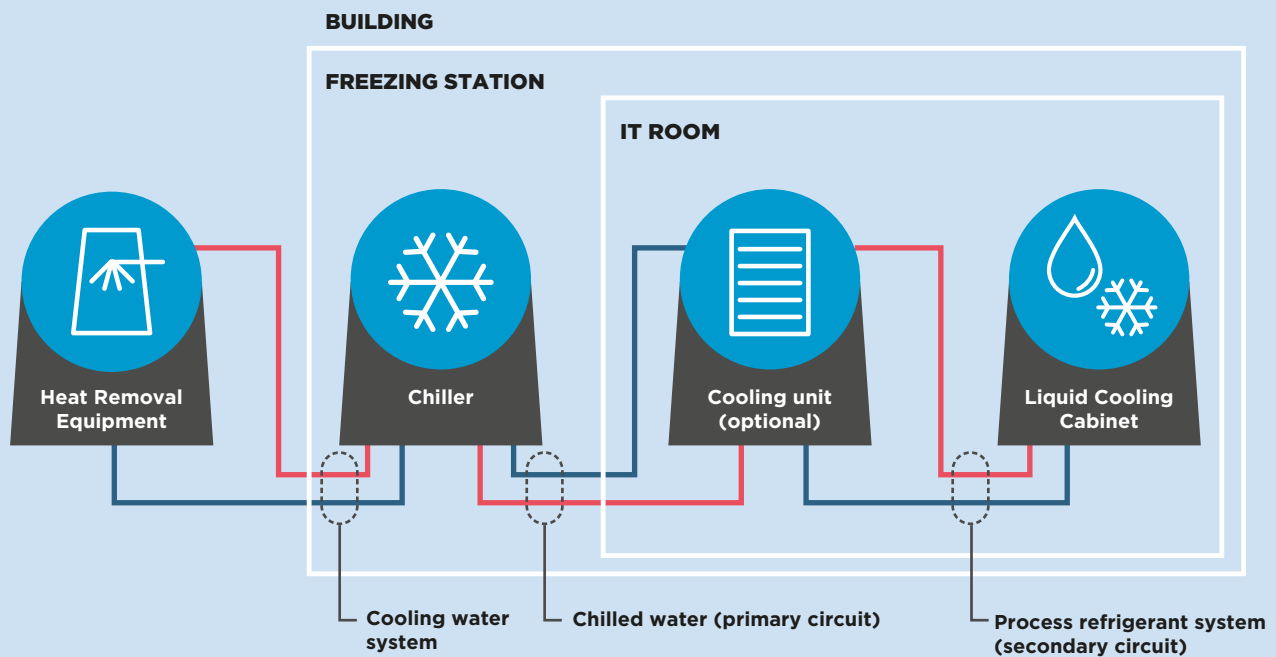 BUILDING
FREEZING STATION
IT ROOM
Heat Removal
Equipment
Chiller
Cooling unit
(optional)
Liquid Cooling
Cabinet
Cooling water
system
Chilled water (primary circuit)
Process refrigerant system
(secondary circuit)